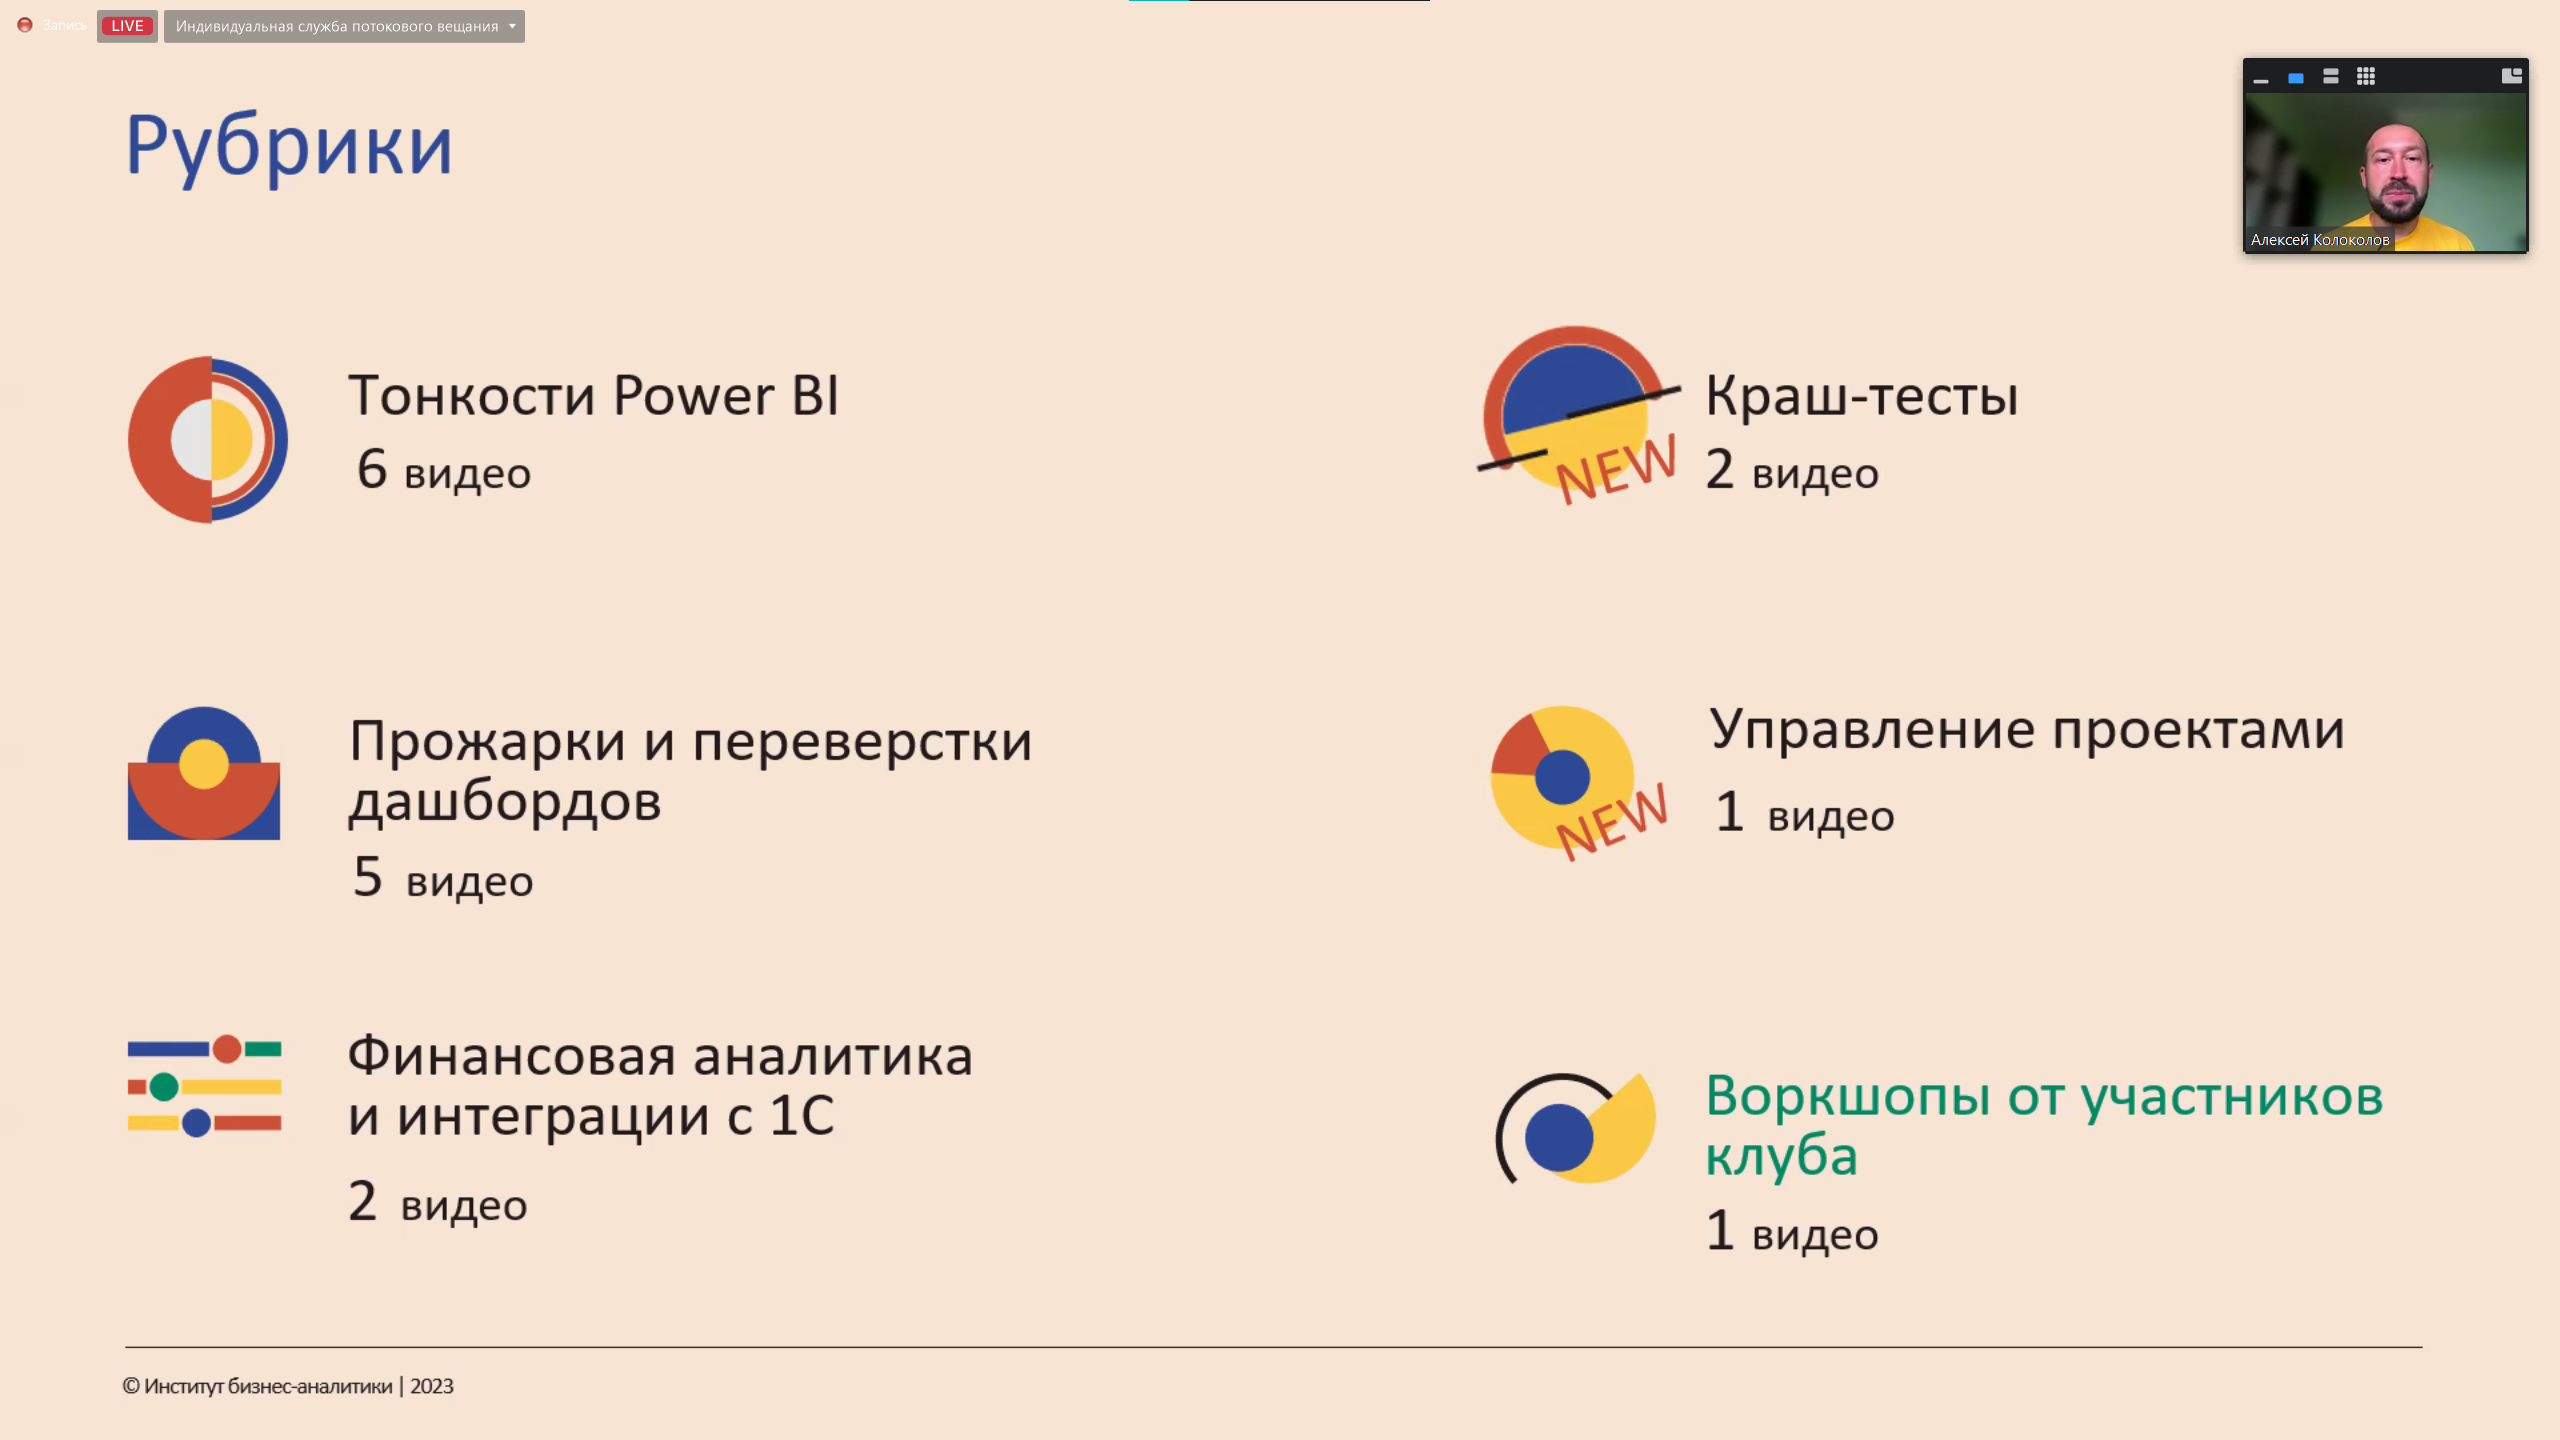 Запись
LIVE
Индивидуальная служба потокового вещания
Рубрики
Алексей Колоколов
Тонкости Power BI
6 видео
Прожарки и переверстки
дашбордов
5 видео
Финансовая аналитика
и интеграции с 1С
2 видео
Краш-тесты
NEW
2 видео
Управление проектами
NEW
1 видео
Воркшопы от участников
клуба
1 видео
© Институт бизнес-аналитики | 2023